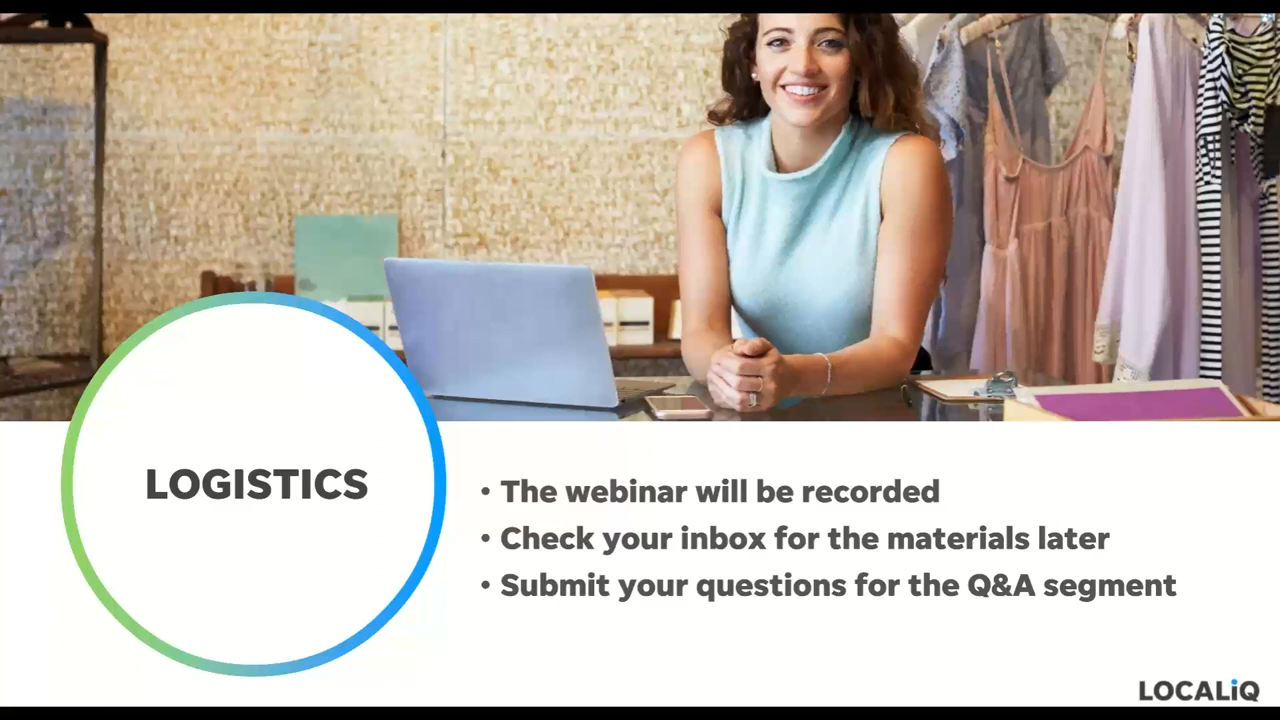 LOGISTICS
• The webinar will be recorded
• Check your inbox for the materials later
• Submit your questions for the Q&A segment
LOCALiQ